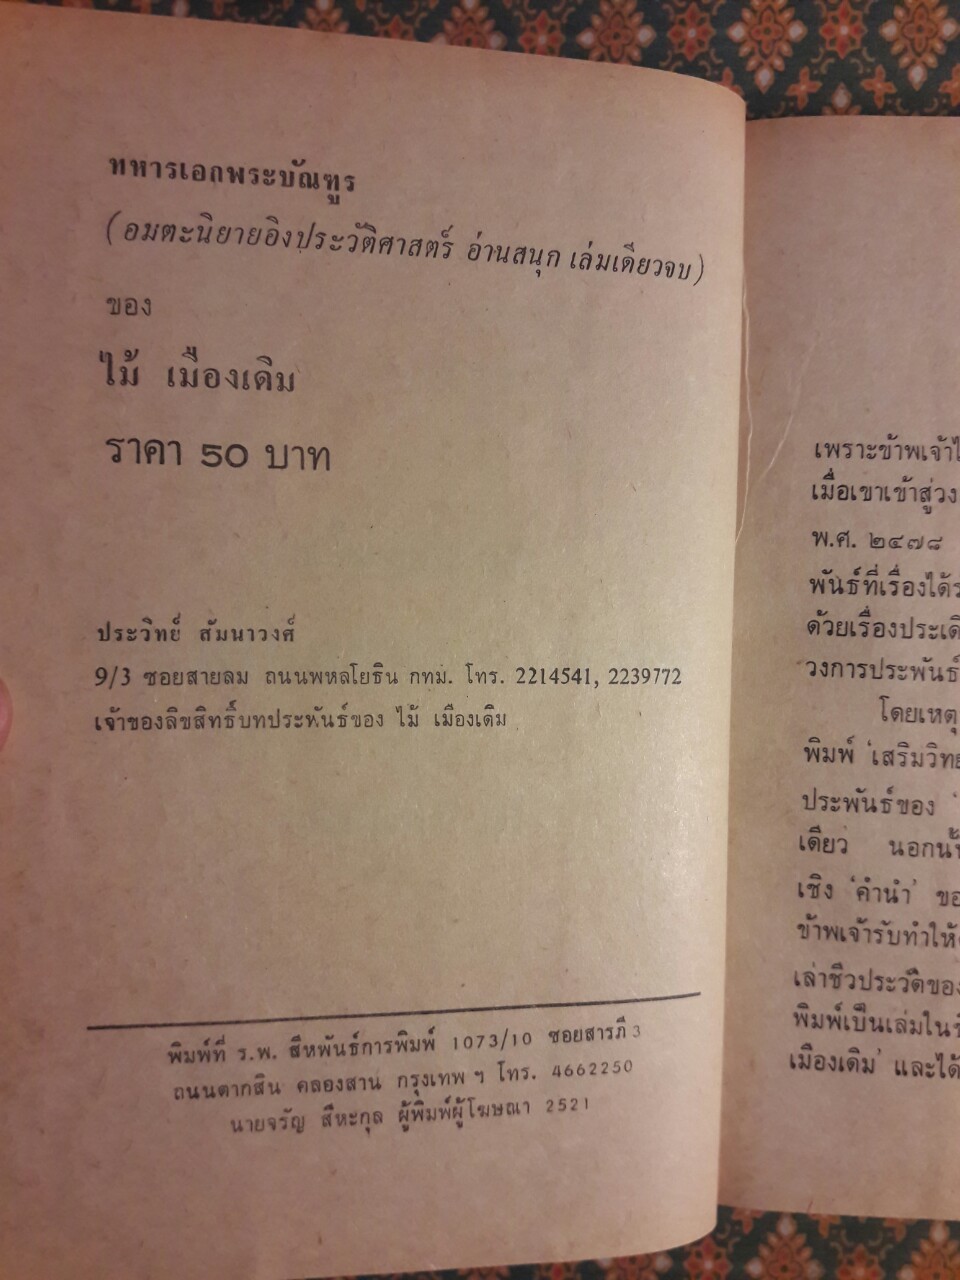 ทหารเอกพระบัณฑูร
(อมตะนิยายอิงประวัติศาสตร์ อ่านสนุก เล่มเดียวจบ)
ของ
ไม้ เมืองเดิม
ราคา 50 บาท
ประวิทย์ สัมนาวงศ์
9/3 ซอยสายลม ถนนพหลโยธิน กทม. โทร. 2214541, 2239772
เจ้าของลิขสิทธิ์บทประพันธ์ของ ไม้ เมืองเดิม
พิมพ์ที่ ร.พ. สีหพันธ์การพิมพ์ 1073/10 ซอยสารภี 3
ถนนตากสิน คลองสาน กรุงเทพ ฯ โทร. 4662250
นายจรัญ สีหะกุล ผู้พิมพ์ผู้โฆษณา 2521
เพราะข้าพเจ้าไ
เมื่อเขาเข้าสู่วง
พ.ศ. ๒๔๗๘
พันธ์ที่เรื่องได้ร
ด้วยเรื่องประเดิ
วงการประพันธ์
โดยเหตุ
พิมพ์ 'เสริมวิทย
ประพันธ์ของ '
เดียว นอกนั้
เชิง 'คำนำ' ขอ
ข้าพเจ้ารับทำให้
เล่าชีวประวัติของ
พิมพ์เป็นเล่มใน
เมืองเดิม' และได้